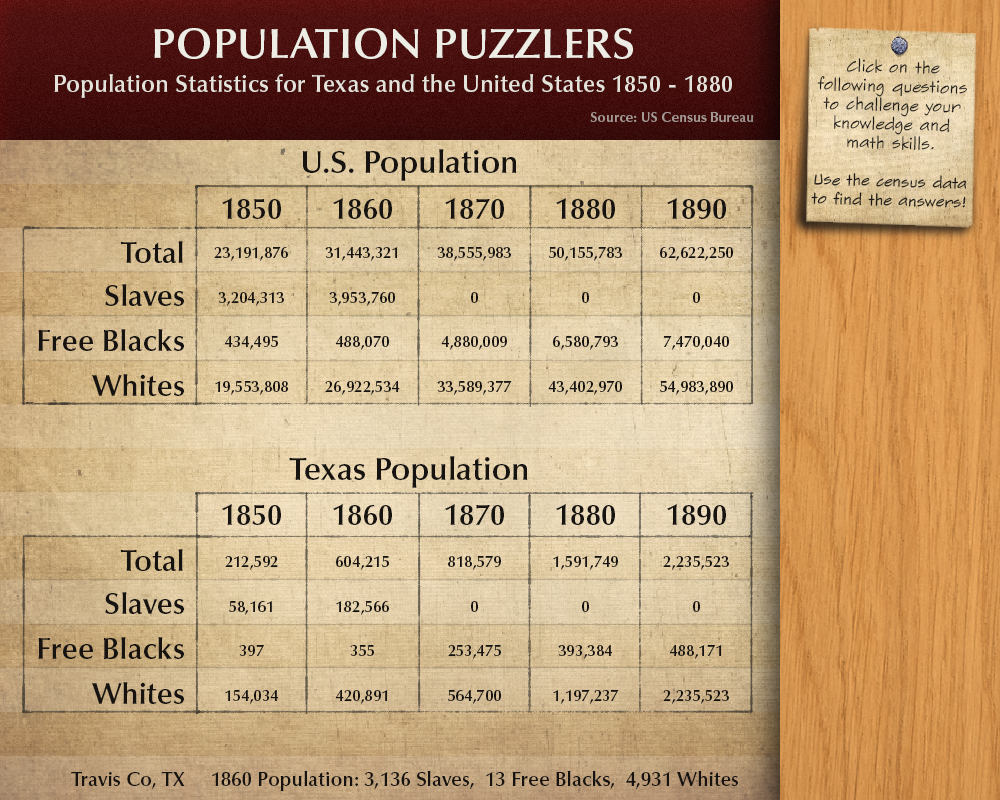 POPULATION PUZZLERS
Population Statistics for Texas and the United States 1850 - 1880
Source: US Census Bureau
Click on the
following questions
to challenge your
knowledge and
math skills.
Use the census data
to find the answers!
U.S. Population
1850 1860 1870 1880 1890
Total 23,191,876 31,443,321 38,555,983 50,155,783 62,622,250
Slaves 3,204,313 3,953,760 0 0 0
Free Blacks 434,495 488,070 4,880,009 6,580,793 7,470,040
Whites 19,553,808 26,922,534 33,589,377 43,402,970 54,983,890
Texas Population
1850 1860 1870 1880 1890
Total 212,592 604,215 818,579 1,591,749 2,235,523
Slaves 58,161 182,566 0 0 0
Free Blacks 397 355 253,475 393,384 488,171
Whites 154,034 420,891 564,700 1,197,237 2,235,523
Travis Co, TX 1860 Population: 3,136 Slaves, 13 Free Blacks, 4,931 Whites